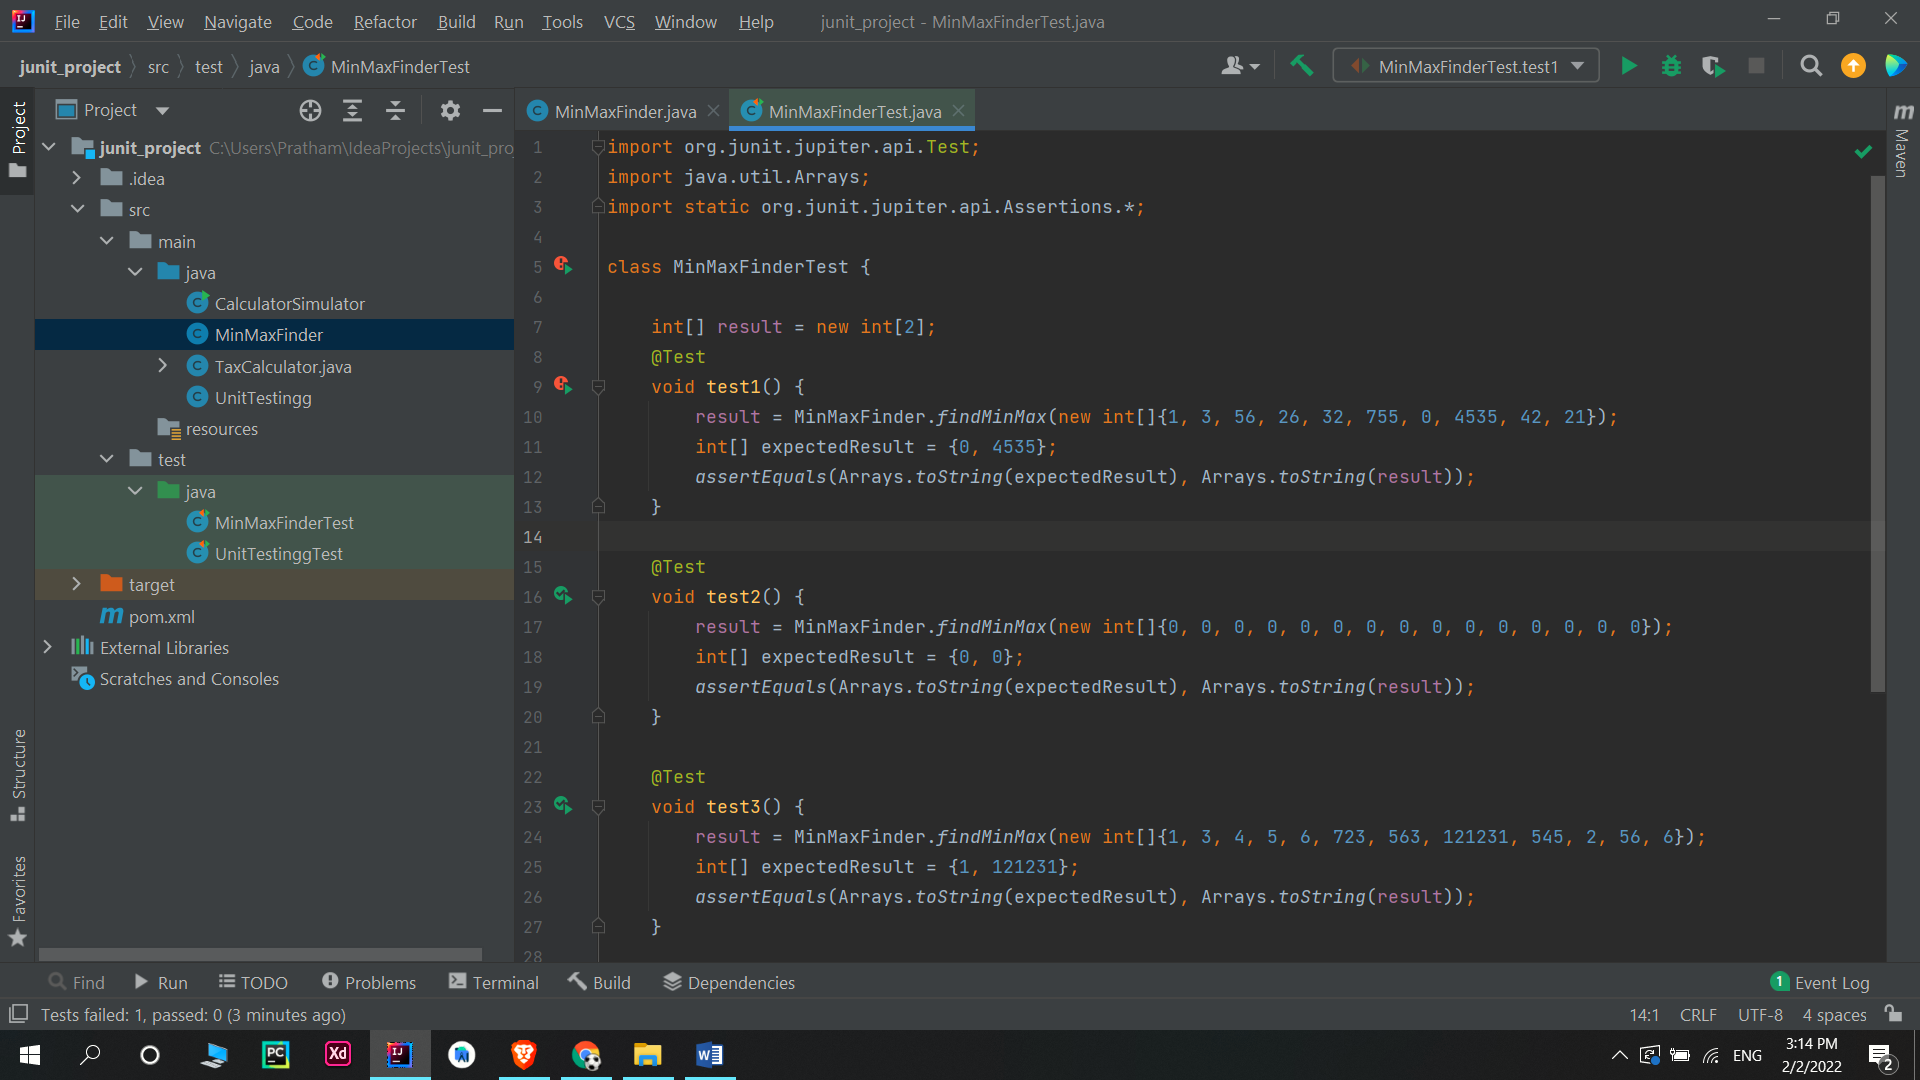 File Edit View Navigate Code Refactor Build Run Tools VCS Window Help junit_project - MinMaxFinderTest.java
junit_project src test java MinMaxFinderTest MinMaxFinderTest.test1
Project
Project
junit_project C:\Users\Pratham\IdeaProjects\junit_pro
.idea
src
main
java
CalculatorSimulator
MinMaxFinder
TaxCalculator.java
UnitTestingg
resources
test
java
MinMaxFinderTest
UnitTestinggTest
target
pom.xml
External Libraries
Scratches and Consoles
Structure
Favorites
MinMaxFinder.java MinMaxFinderTest.java
1 import org.junit.jupiter.api.Test;
2 import java.util.Arrays;
3 import static org.junit.jupiter.api.Assertions.*;
4
5 class MinMaxFinderTest {
6
7 int[] result = new int[2];
8 @Test
9 void test1() {
10 result = MinMaxFinder.findMinMax(new int[]{1, 3, 56, 26, 32, 755, 0, 4535, 42, 21});
11 int[] expectedResult = {0, 4535};
12 assertEquals(Arrays.toString(expectedResult), Arrays.toString(result));
13 }
14
15 @Test
16 void test2() {
17 result = MinMaxFinder.findMinMax(new int[]{0, 0, 0, 0, 0, 0, 0, 0, 0, 0, 0, 0, 0, 0, 0});
18 int[] expectedResult = {0, 0};
19 assertEquals(Arrays.toString(expectedResult), Arrays.toString(result));
20 }
21
22 @Test
23 void test3() {
24 result = MinMaxFinder.findMinMax(new int[]{1, 3, 4, 5, 6, 723, 563, 121231, 545, 2, 56, 6});
25 int[] expectedResult = {1, 121231};
26 assertEquals(Arrays.toString(expectedResult), Arrays.toString(result));
27 }
28
m Maven
Find Run TODO Problems Terminal Build Dependencies 1 Event Log
Tests failed: 1, passed: 0 (3 minutes ago) 14:1 CRLF UTF-8 4 spaces
PC Xd IJ ENG 3:14 PM
2/2/2022 2